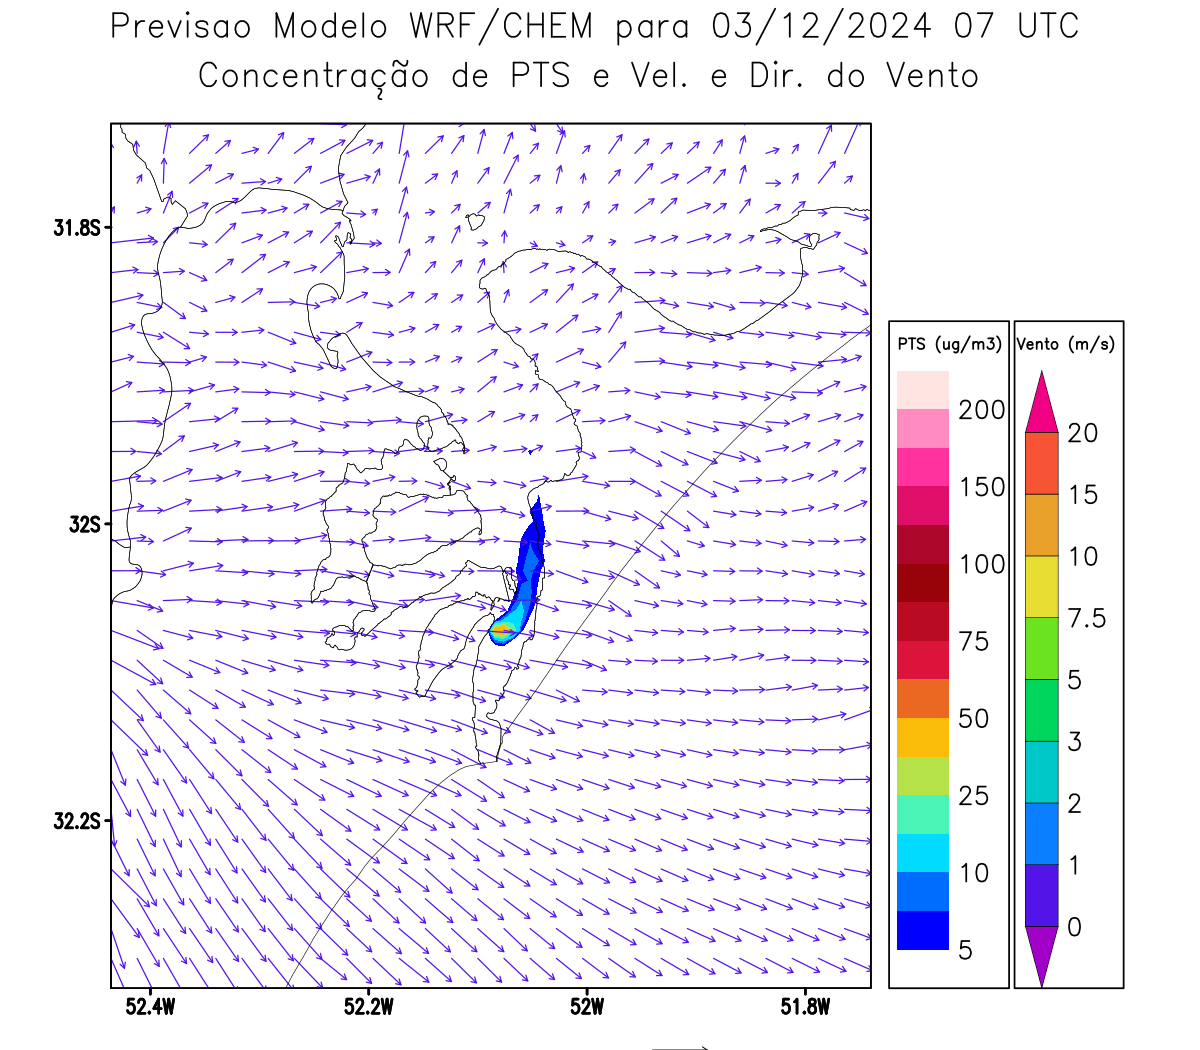 Previsao Modelo WRF/CHEM para 03/12/2024 07 UTC
Concentração de PTS e Vel. e Dir. do Vento
31.8S
32S
32.2S
52.4W
52.2W
52W
51.8W
PTS (ug/m3)
200
150
100
75
50
25
10
5
Vento (m/s)
20
15
10
7.5
5
3
2
1
0